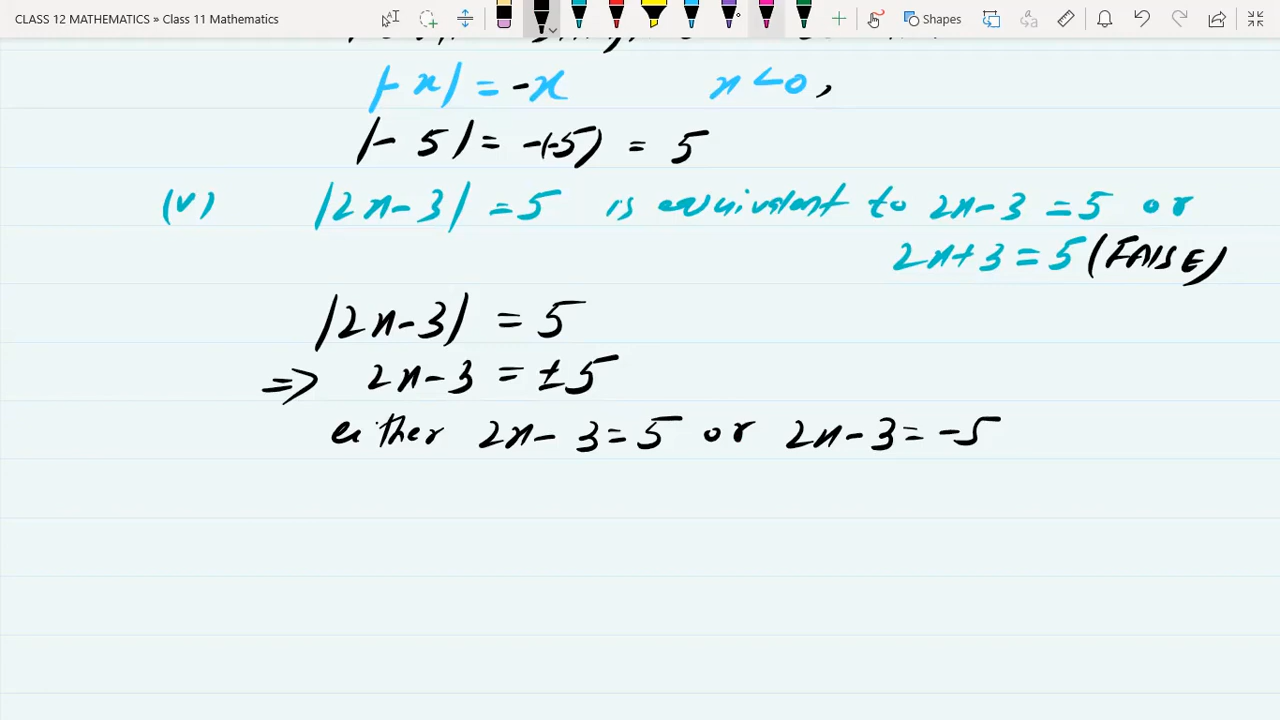 CLASS 12 MATHEMATICS » Class 11 Mathematics
Shapes
|-x| = -x x<0,
|-5| = -(-5) = 5
(v) |2x-3| = 5 is equivalent to 2x-3 = 5 or
2x+3 = 5 (FALSE)
|2x-3| = 5
=> 2x-3 = ±5
either 2x-3=5 or 2x-3=-5